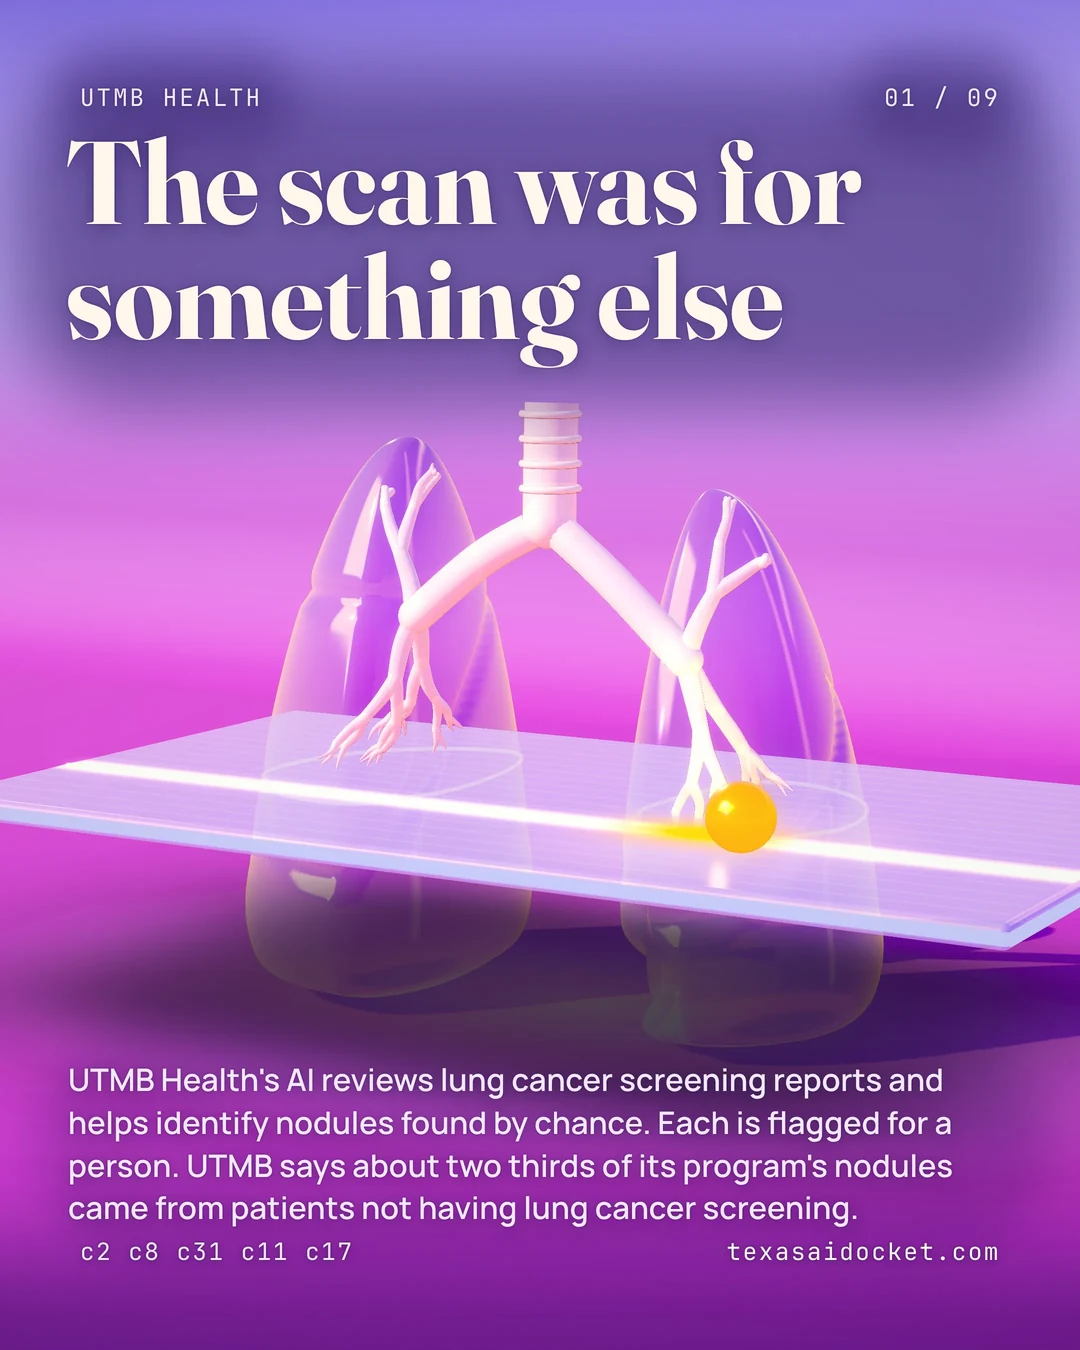 UTMB HEALTH
01 / 09
The scan was for
something else
UTMB Health's AI reviews lung cancer screening reports and
helps identify nodules found by chance. Each is flagged for a
person. UTMB says about two thirds of its program's nodules
came from patients not having lung cancer screening.
c2 c8 c31 c11 c17
texasaidocket.com